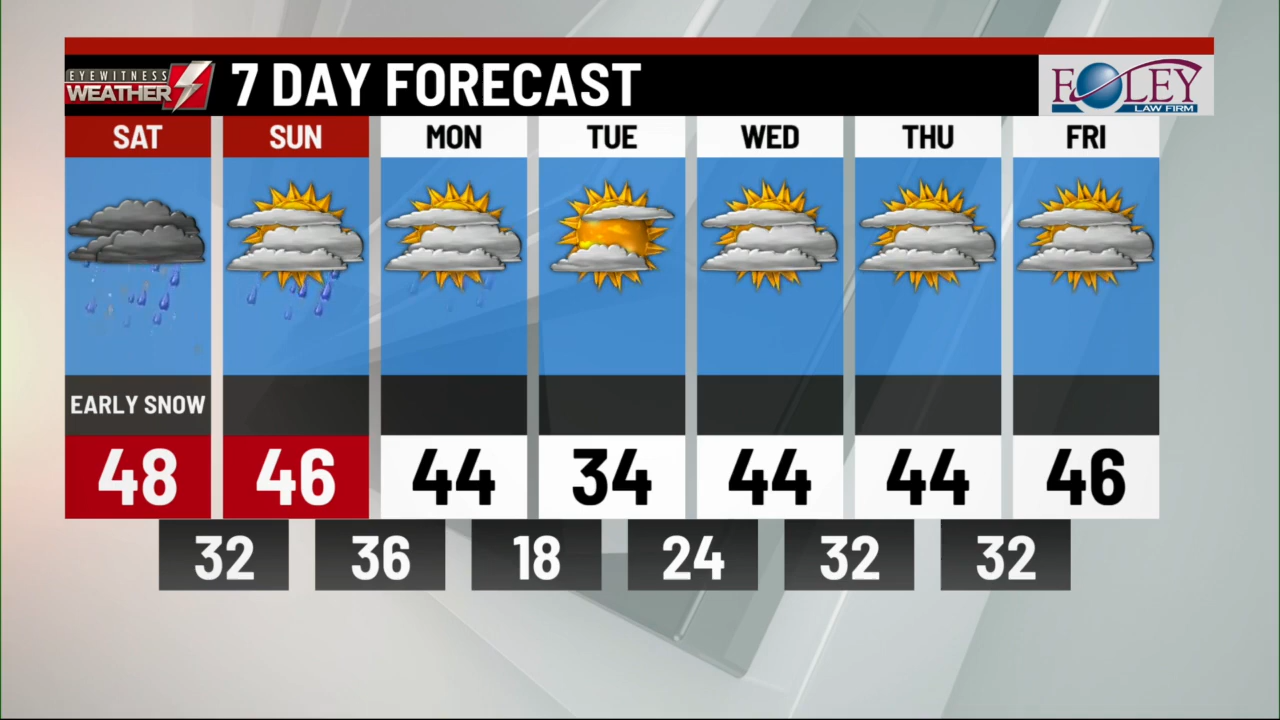 EYEWITNESS
WEATHER
7 DAY FORECAST
FOLEY
LAW FIRM
SAT SUN MON TUE WED THU FRI
EARLY SNOW
48 46 44 34 44 44 46
32 36 18 24 32 32